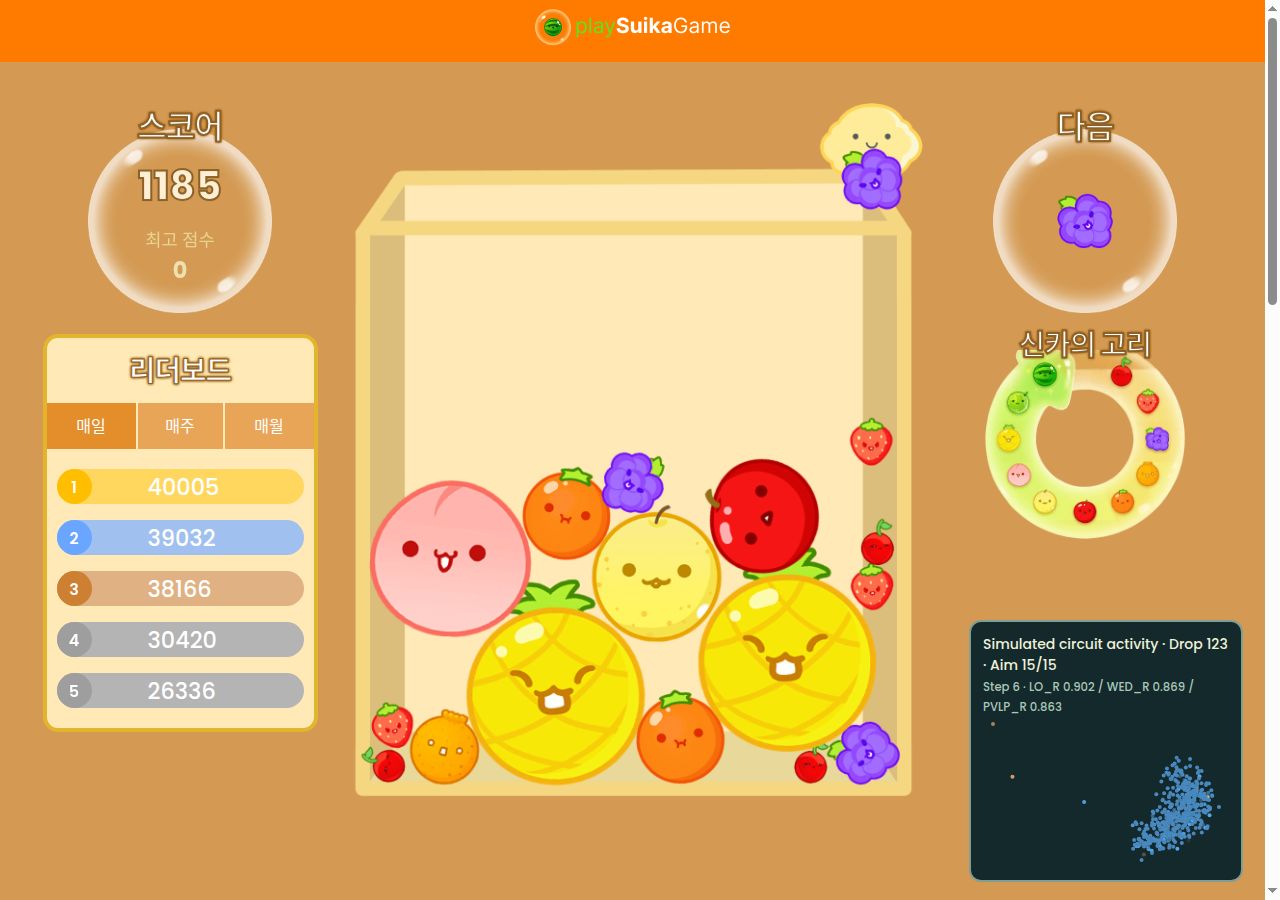 playSuikaGame
스코어
1185
최고 점수
0
다음
리더보드
매일 매주 매월
1 40005
2 39032
3 38166
4 30420
5 26336
신카의 고리
Simulated circuit activity · Drop 123
· Aim 15/15
Step 6 · LO_R 0.902 / WED_R 0.869 /
PVLP_R 0.863